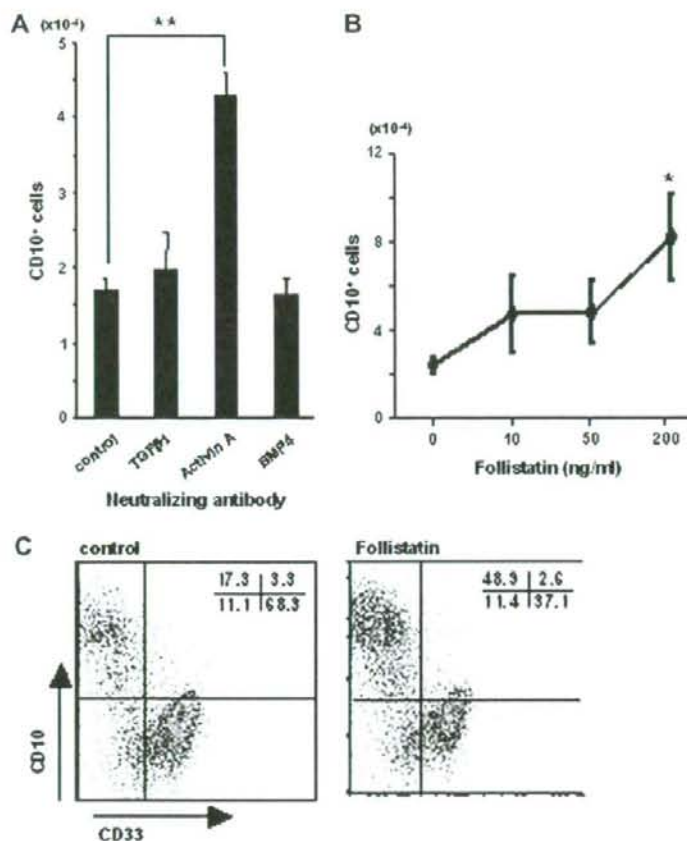 A
(x10⁻⁴)
**
5
4
3
2
1
0
CD10⁺ cells
control
TGFβ1
Activin A
BMP4
Neutralizing antibody
B
(x10⁻⁴)
12
8
4
0
*
CD10⁺ cells
0 10 50 200
Follistatin (ng/ml)
C
control
17.3 3.3
11.1 68.3
Follistatin
48.9 2.6
11.4 37.1
CD10
CD33